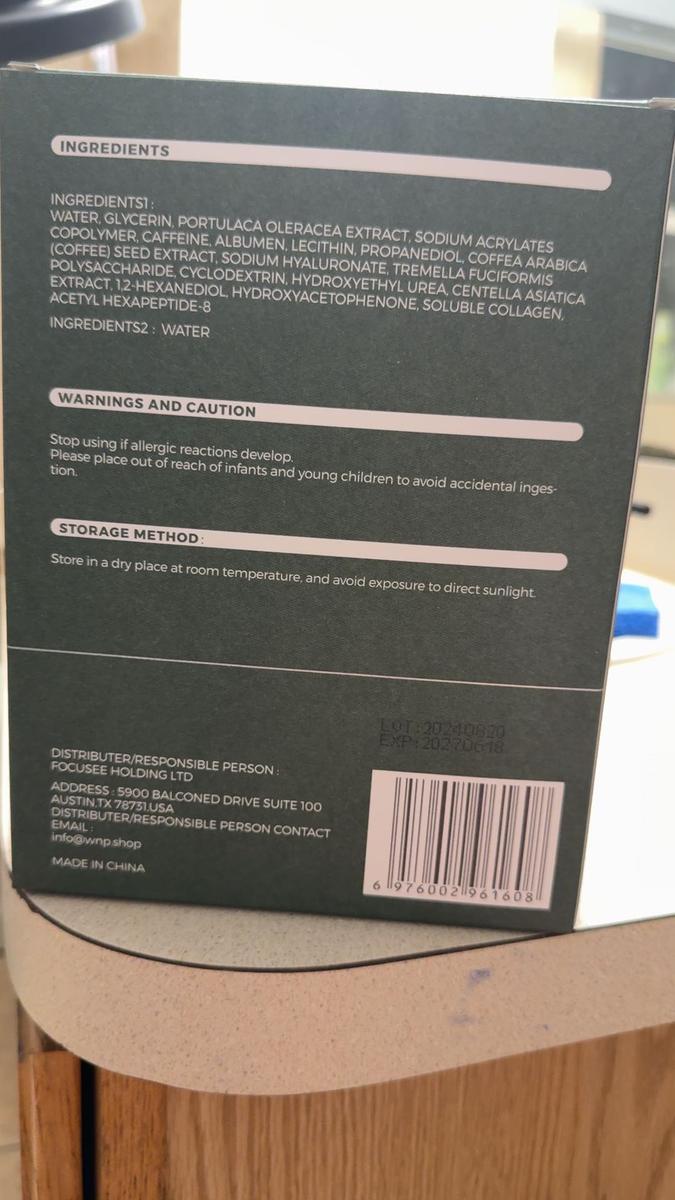 INGREDIENTS
INGREDIENTS1 :
WATER, GLYCERIN, PORTULACA OLERACEA EXTRACT, SODIUM ACRYLATES
COPOLYMER, CAFFEINE, ALBUMEN, LECITHIN, PROPANEDIOL, COFFEA ARABICA
(COFFEE) SEED EXTRACT, SODIUM HYALURONATE, TREMELLA FUCIFORMIS
POLYSACCHARIDE, CYCLODEXTRIN, HYDROXYETHYL UREA, CENTELLA ASIATICA
EXTRACT, 1,2-HEXANEDIOL, HYDROXYACETOPHENONE, SOLUBLE COLLAGEN,
ACETYL HEXAPEPTIDE-8
INGREDIENTS2 : WATER
WARNINGS AND CAUTION
Stop using if allergic reactions develop.
Please place out of reach of infants and young children to avoid accidental inges-
tion.
STORAGE METHOD:
Store in a dry place at room temperature, and avoid exposure to direct sunlight.
LOT:20240820
EXP:20270618
DISTRIBUTER/RESPONSIBLE PERSON :
FOCUSEE HOLDING LTD
ADDRESS : 5900 BALCONED DRIVE SUITE 100
AUSTIN,TX 78731,USA
DISTRIBUTER/RESPONSIBLE PERSON CONTACT
EMAIL :
info@wnp.shop
MADE IN CHINA
6 976002 961608